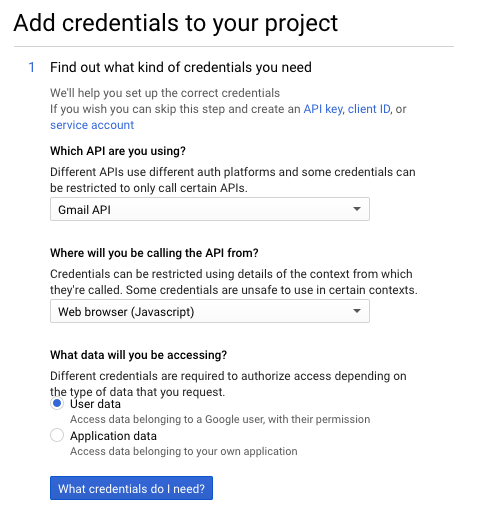 Add credentials to your project
1 Find out what kind of credentials you need
We'll help you set up the correct credentials
If you wish you can skip this step and create an API key, client ID, or
service account
Which API are you using?
Different APIs use different auth platforms and some credentials can
be restricted to only call certain APIs.
Gmail API
Where will you be calling the API from?
Credentials can be restricted using details of the context from which
they're called. Some credentials are unsafe to use in certain contexts.
Web browser (Javascript)
What data will you be accessing?
Different credentials are required to authorize access depending on
the type of data that you request.
User data
Access data belonging to a Google user, with their permission
Application data
Access data belonging to your own application
What credentials do I need?